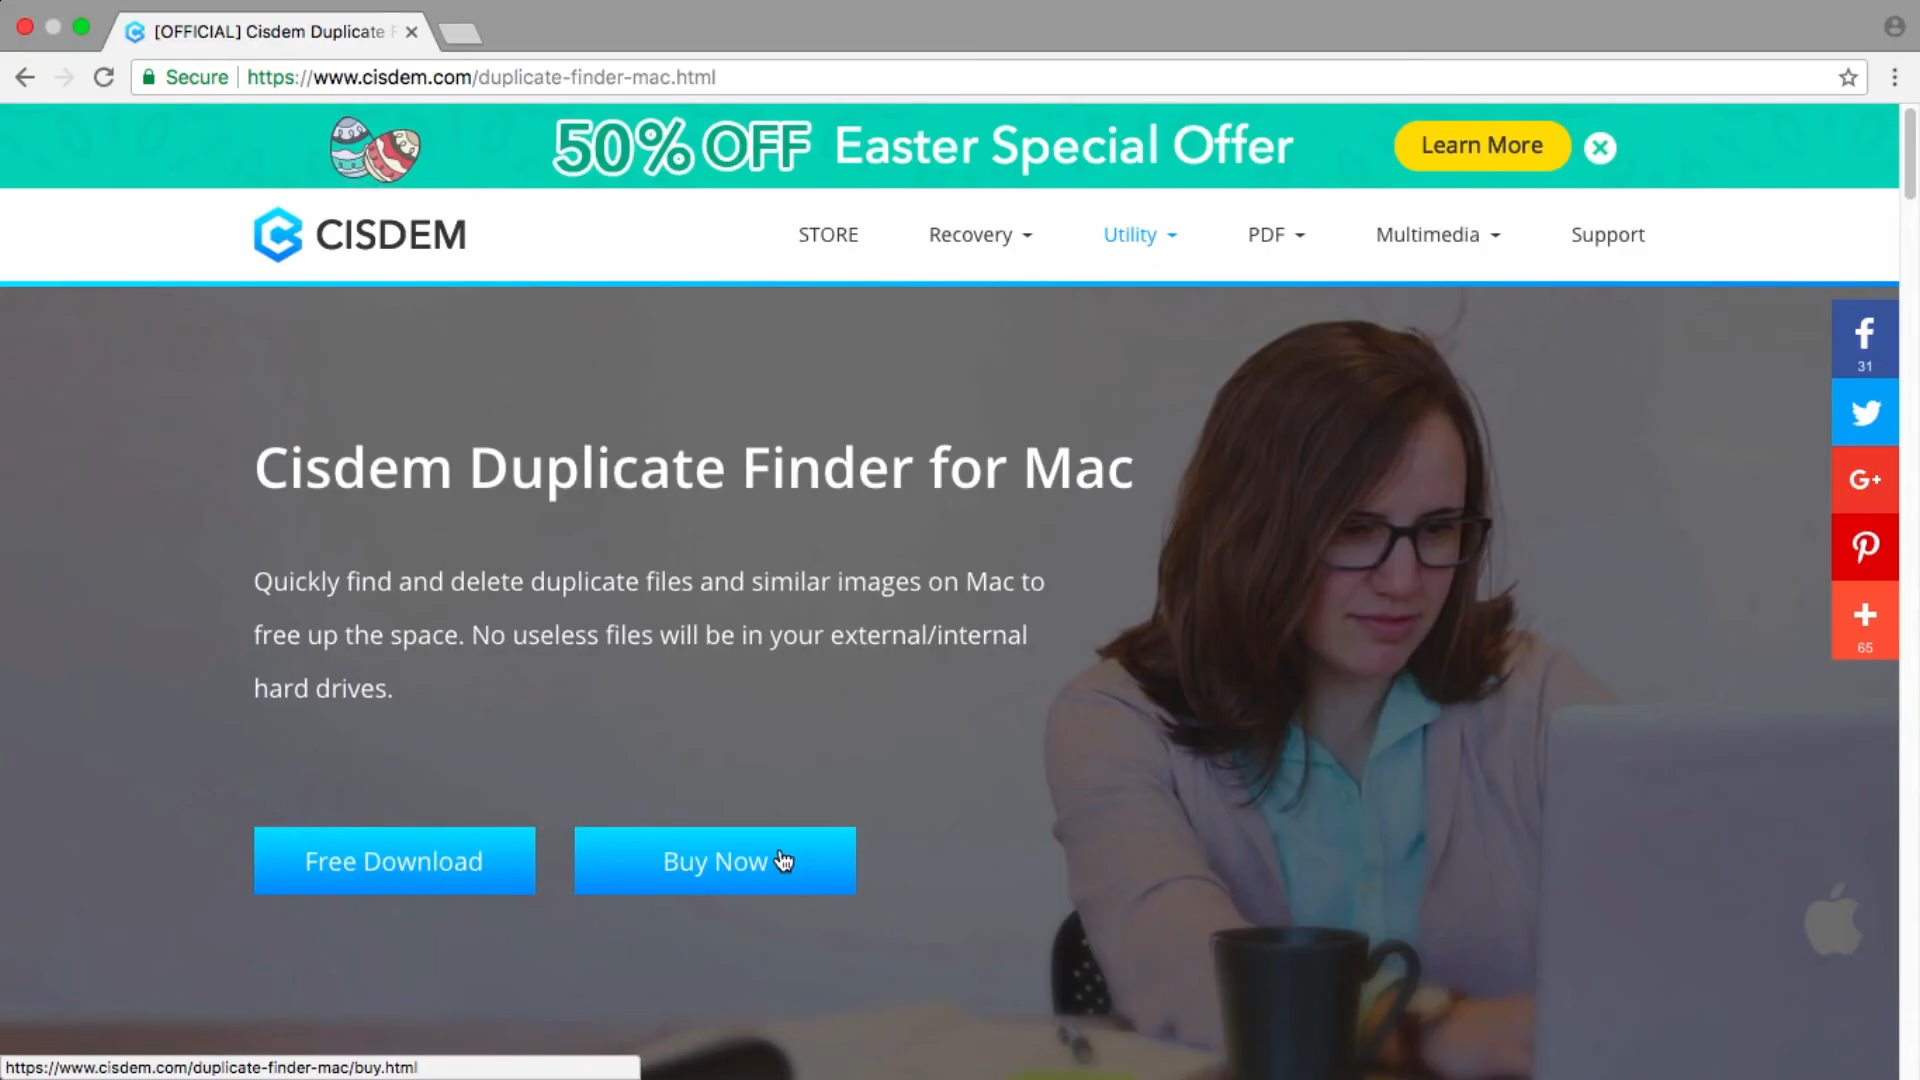 [OFFICIAL] Cisdem Duplicate F
Secure https://www.cisdem.com/duplicate-finder-mac.html
50% OFF Easter Special Offer Learn More
CISDEM STORE Recovery Utility PDF Multimedia Support
31
G+
65
Cisdem Duplicate Finder for Mac
Quickly find and delete duplicate files and similar images on Mac to
free up the space. No useless files will be in your external/internal
hard drives.
Free Download Buy Now
https://www.cisdem.com/duplicate-finder-mac/buy.html